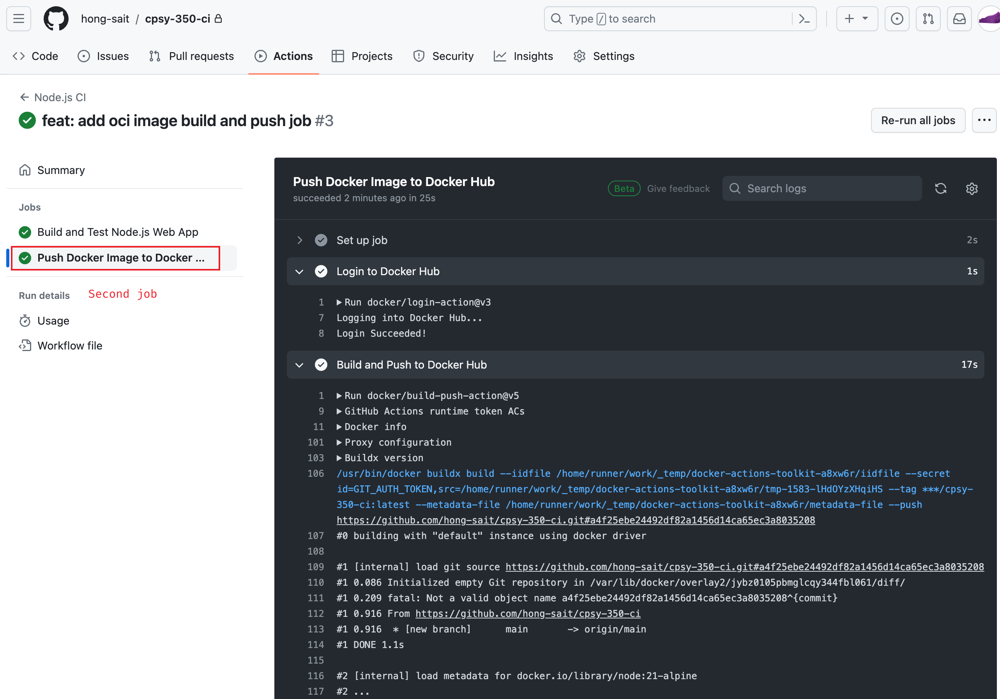 hong-sait / cpsy-350-ci
Type / to search
Code Issues Pull requests Actions Projects Security Insights Settings
← Node.js CI
feat: add oci image build and push job #3
Re-run all jobs
Summary
Jobs
Build and Test Node.js Web App
Push Docker Image to Docker ...
Run details
Second job
Usage
Workflow file
Push Docker Image to Docker Hub
succeeded 2 minutes ago in 25s
Beta Give feedback
Search logs
Set up job 2s
Login to Docker Hub 1s
1 ▶Run docker/login-action@v3
7 Logging into Docker Hub...
8 Login Succeeded!
Build and Push to Docker Hub 17s
1 ▶Run docker/build-push-action@v5
9 ▶GitHub Actions runtime token ACs
11 ▶Docker info
101 ▶Proxy configuration
103 ▶Buildx version
106 /usr/bin/docker buildx build --iidfile /home/runner/work/_temp/docker-actions-toolkit-a8xw6r/iidfile --secret
id=GIT_AUTH_TOKEN,src=/home/runner/work/_temp/docker-actions-toolkit-a8xw6r/tmp-1583-lHdOYzXHqiHS --tag ***/cpsy-
350-ci:latest --metadata-file /home/runner/work/_temp/docker-actions-toolkit-a8xw6r/metadata-file --push
https://github.com/hong-sait/cpsy-350-ci.git#a4f25ebe24492df82a1456d14ca65ec3a8035208
107 #0 building with "default" instance using docker driver
108
109 #1 [internal] load git source https://github.com/hong-sait/cpsy-350-ci.git#a4f25ebe24492df82a1456d14ca65ec3a8035208
110 #1 0.086 Initialized empty Git repository in /var/lib/docker/overlay2/jybz0105pbmglcqy344fbl061/diff/
111 #1 0.209 fatal: Not a valid object name a4f25ebe24492df82a1456d14ca65ec3a8035208^{commit}
112 #1 0.916 From https://github.com/hong-sait/cpsy-350-ci
113 #1 0.916  * [new branch]      main       -> origin/main
114 #1 DONE 1.1s
115
116 #2 [internal] load metadata for docker.io/library/node:21-alpine
117 #2 ...